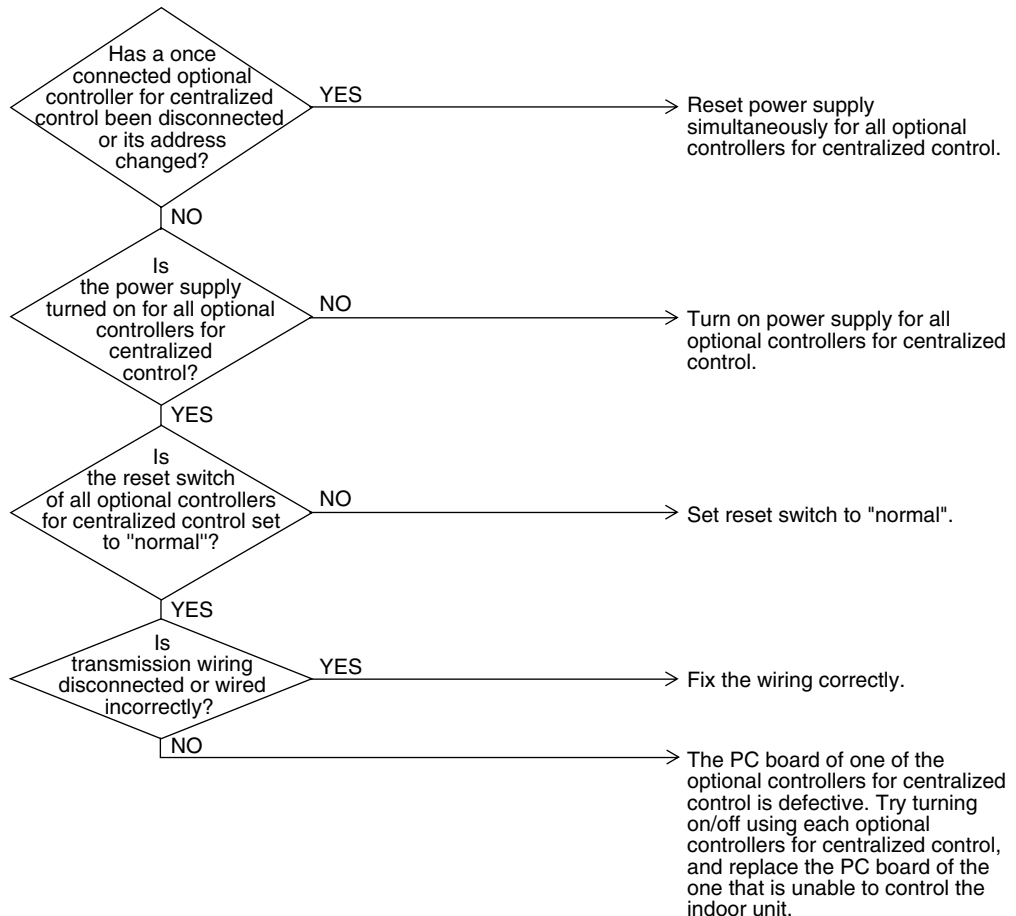 Has a once
connected optional
controller for centralized
control been disconnected
or its address
changed?
YES
Reset power supply
simultaneously for all optional
controllers for centralized control.
NO
Is
the power supply
turned on for all optional
controllers for
centralized
control?
NO
Turn on power supply for all
optional controllers for centralized
control.
YES
Is
the reset switch
of all optional controllers
for centralized control set
to "normal"?
NO
Set reset switch to "normal".
YES
Is
transmission wiring
disconnected or wired
incorrectly?
YES
Fix the wiring correctly.
NO
The PC board of one of the
optional controllers for centralized
control is defective. Try turning
on/off using each optional
controllers for centralized control,
and replace the PC board of the
one that is unable to control the
indoor unit.